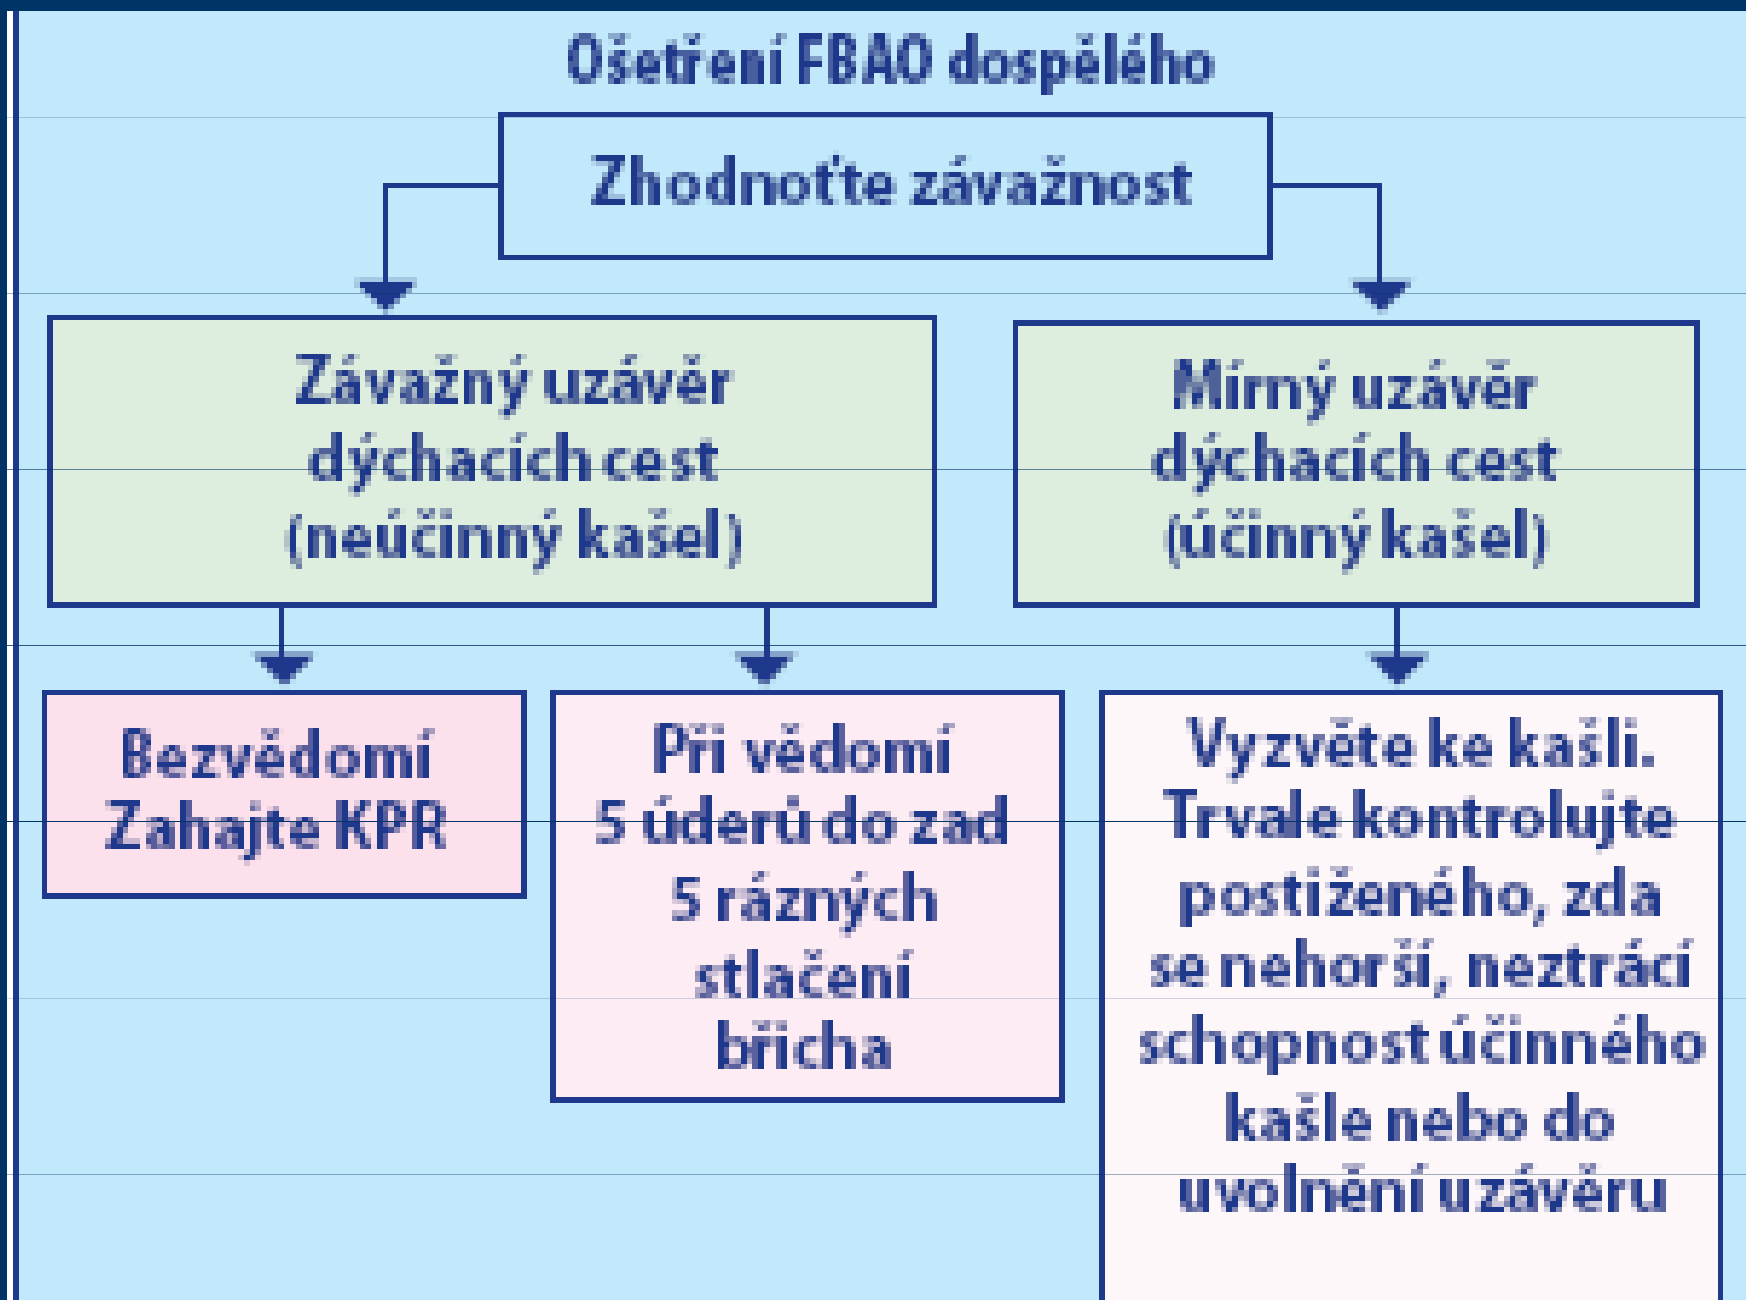 Ošetření FBAO dospělého
Zhodnoťte závažnost
Závažný uzávěr
dýchacích cest
(neúčinný kašel)
Mírný uzávěr
dýchacích cest
(účinný kašel)
Bezvědomí
Zahajte KPR
Při vědomí
5 úderů do zad
5 rázných
stlačení
břicha
Vyzvěte ke kašli.
Trvale kontrolujte
postiženého, zda
se nehorší, neztrácí
schopnost účinného
kašle nebo do
uvolnění uzávěru